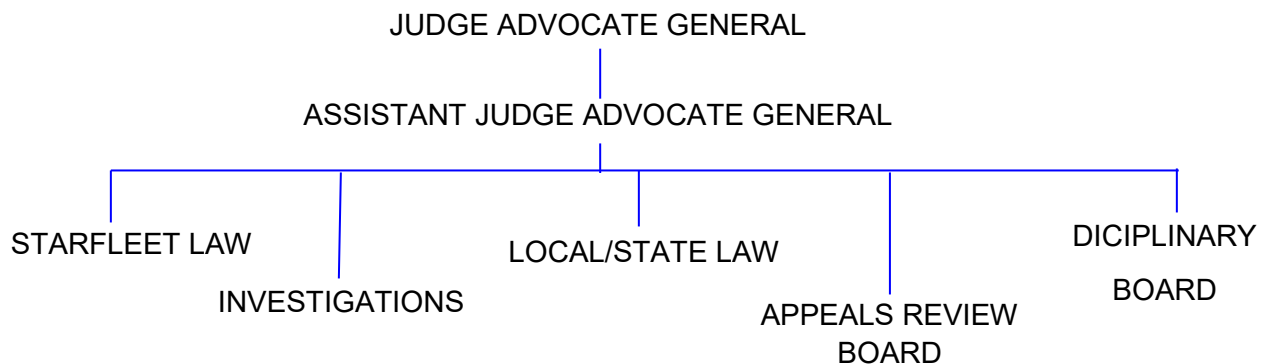 JUDGE ADVOCATE GENERAL
ASSISTANT JUDGE ADVOCATE GENERAL
STARFLEET LAW
INVESTIGATIONS
LOCAL/STATE LAW
APPEALS REVIEW
BOARD
DICIPLINARY
BOARD